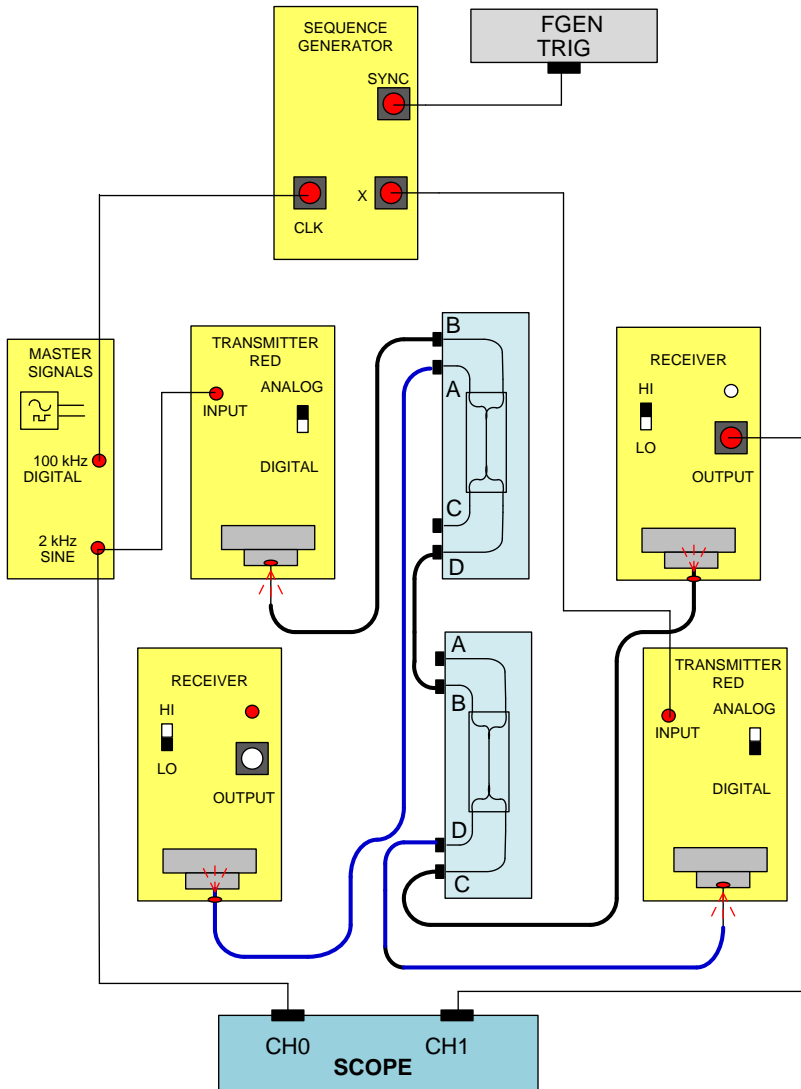 FGEN
TRIG
SEQUENCE
GENERATOR
SYNC
X
CLK
MASTER
SIGNALS
100 kHz
DIGITAL
2 kHz
SINE
TRANSMITTER
RED
ANALOG
INPUT
DIGITAL
B
A
C
D
RECEIVER
HI
LO
OUTPUT
RECEIVER
HI
LO
OUTPUT
A
B
D
C
TRANSMITTER
RED
ANALOG
INPUT
DIGITAL
CH0
CH1
SCOPE